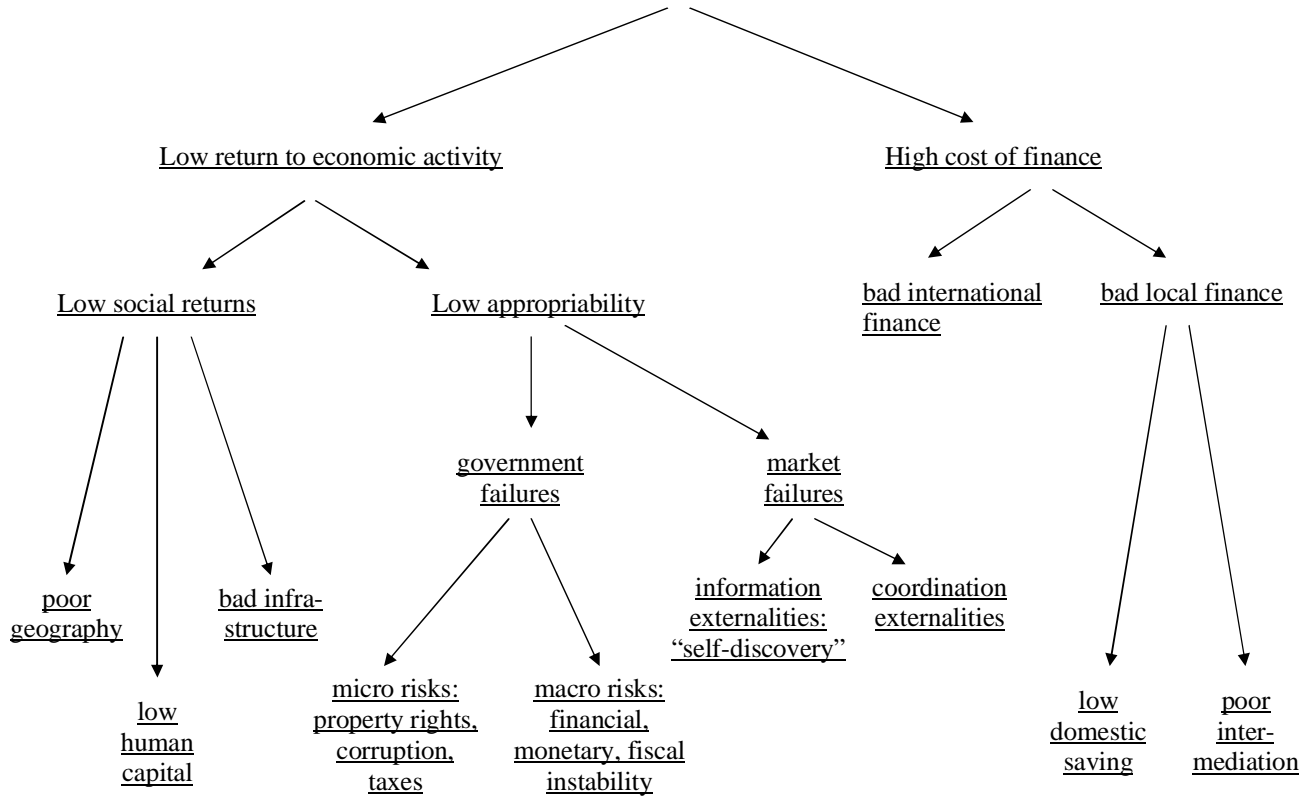 Low return to economic activity
High cost of finance
Low social returns
Low appropriability
bad international
finance
bad local finance
government
failures
market
failures
poor
geography
bad infra-
structure
information
externalities:
“self-discovery”
coordination
externalities
low
human
capital
micro risks:
property rights,
corruption,
taxes
macro risks:
financial,
monetary, fiscal
instability
low
domestic
saving
poor
inter-
mediation